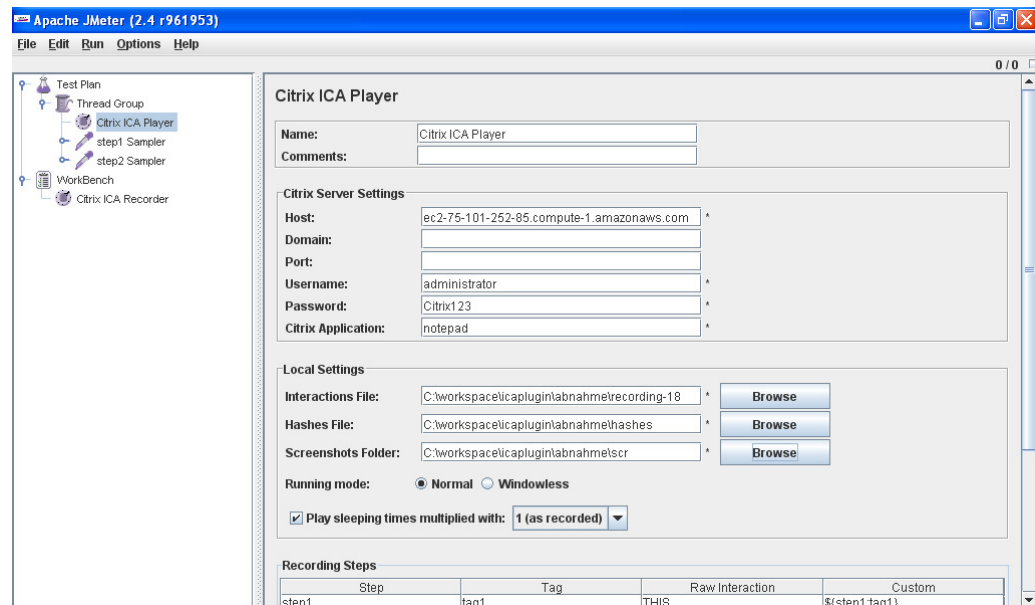 Apache JMeter (2.4 r961953)
File Edit Run Options Help
0 / 0
Test Plan
Thread Group
Citrix ICA Player
step1 Sampler
step2 Sampler
WorkBench
Citrix ICA Recorder
Citrix ICA Player
Name: Citrix ICA Player
Comments:
Citrix Server Settings
Host: ec2-75-101-252-85.compute-1.amazonaws.com *
Domain:
Port:
Username: administrator *
Password: Citrix123 *
Citrix Application: notepad *
Local Settings
Interactions File: C:\workspace\icaplugin\abnahme\recording-18 * Browse
Hashes File: C:\workspace\icaplugin\abnahme\hashes * Browse
Screenshots Folder: C:\workspace\icaplugin\abnahme\scr * Browse
Running mode: Normal Windowless
Play sleeping times multiplied with: 1 (as recorded)
Recording Steps
Step Tag Raw Interaction Custom
step1 tag1 THIS ${step1:tag1}